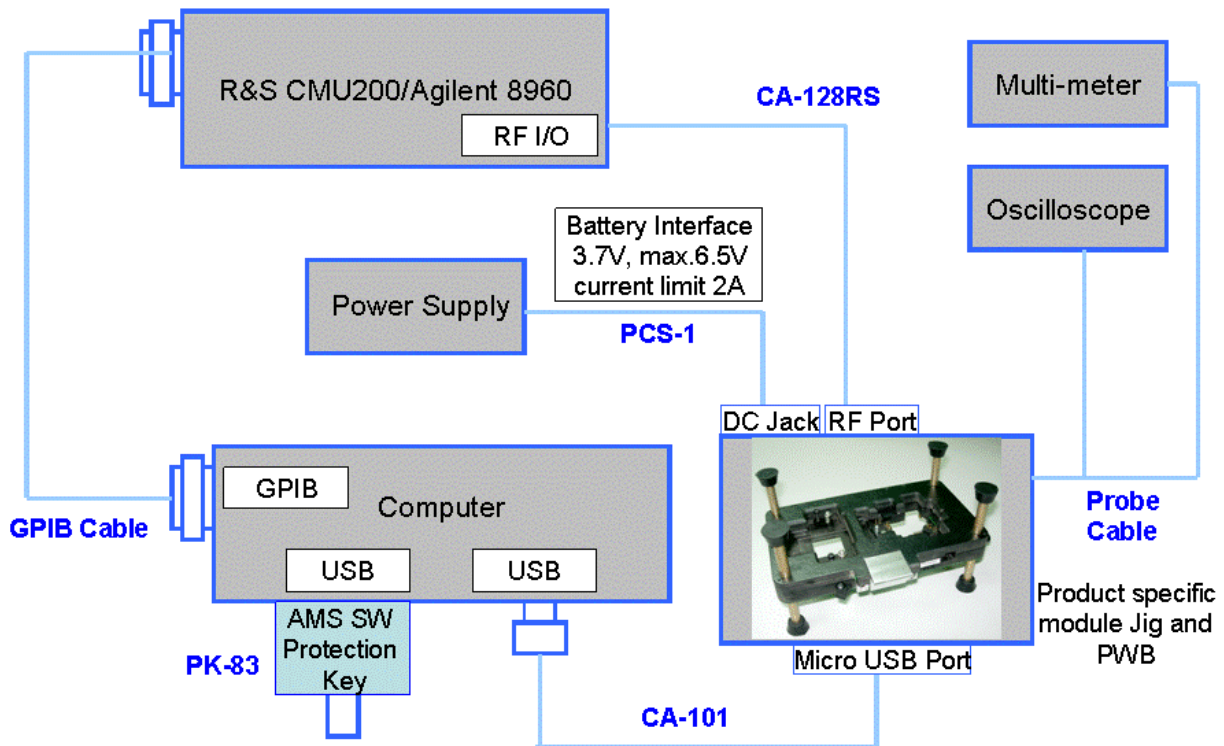 R&S CMU200/Agilent 8960
RF I/O
CA-128RS
Multi-meter
Oscilloscope
Battery Interface
3.7V, max.6.5V
current limit 2A
Power Supply
PCS-1
DC Jack
RF Port
GPIB
Computer
GPIB Cable
Probe
Cable
USB
USB
AMS SW
Protection
Key
PK-83
Product specific
module Jig and
PWB
Micro USB Port
CA-101